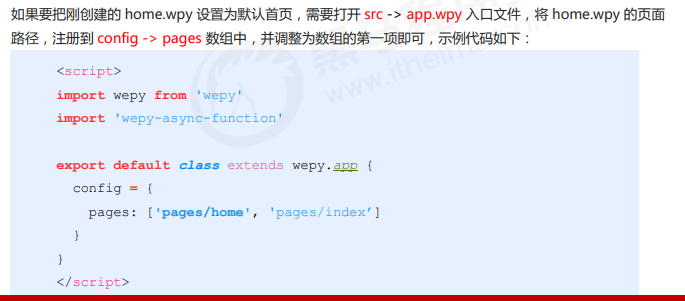 如果要把刚创建的 home.wpy 设置为默认首页，需要打开 src -> app.wpy 入口文件，将 home.wpy 的页面
路径，注册到 config -> pages 数组中，并调整为数组的第一项即可，示例代码如下：
<script>
import wepy from 'wepy'
import 'wepy-async-function'
export default class extends wepy.app {
config = {
pages: ['pages/home', 'pages/index’]
}
}
</script>